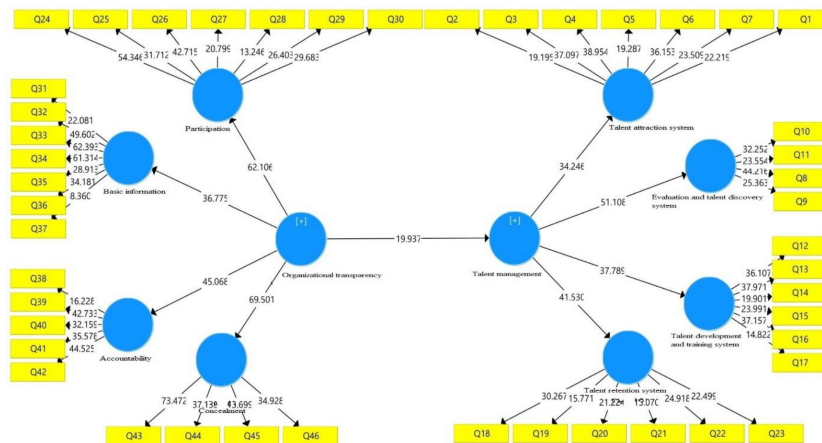 Q24 Q25 Q26 Q27 Q28 Q29 Q30 Q2 Q3 Q4 Q5 Q6 Q7 Q1
54.346 31.712 42.715 20.799 13.246 26.403 29.683
19.195 37.097 38.954 19.287 36.153 23.509 22.219
Participation
Talent attraction system
Q31
Q32
Q33
Q34
Q35
Q36
Q37
22.081
49.602
62.393
61.314
28.913
34.181
8.360
Basic information
62.106
36.775
34.246
51.108
Q10
Q11
Q8
Q9
32.252
23.554
44.216
25.363
Evaluation and talent discovery
system
[+]
Organizational transparency
19.937
[+]
Talent management
45.068
69.501
37.789
41.530
Q38
Q39
Q40
Q41
Q42
16.228
42.733
32.159
35.578
44.525
Accountability
Q12
Q13
Q14
Q15
Q16
Q17
36.107
37.971
19.901
23.991
37.157
14.822
Talent development
and training system
Concealment
Talent retention system
73.472 37.139 34.928
30.267 15.771 24.918 22.499
Q43 Q44 Q45 Q46
Q18 Q19 Q20 Q21 Q22 Q23